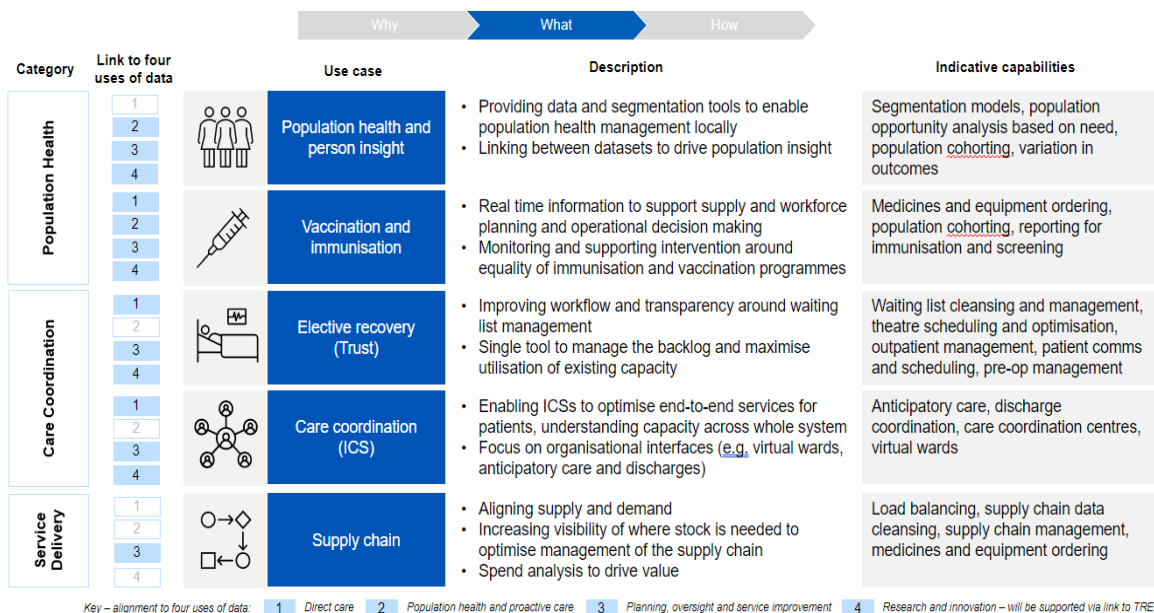 Why
What
How
Category
Link to four
uses of data
Use case
Description
Indicative capabilities
Population Health
1
2
3
4
Population health and
person insight
• Providing data and segmentation tools to enable
population health management locally
• Linking between datasets to drive population insight
Segmentation models, population
opportunity analysis based on need,
population cohorting, variation in
outcomes
1
2
3
4
Vaccination and
immunisation
• Real time information to support supply and workforce
planning and operational decision making
• Monitoring and supporting intervention around
equality of immunisation and vaccination programmes
Medicines and equipment ordering,
population cohorting, reporting for
immunisation and screening
Care Coordination
1
2
3
4
Elective recovery
(Trust)
• Improving workflow and transparency around waiting
list management
• Single tool to manage the backlog and maximise
utilisation of existing capacity
Waiting list cleansing and management,
theatre scheduling and optimisation,
outpatient management, patient comms
and scheduling, pre-op management
1
2
3
4
Care coordination
(ICS)
• Enabling ICSs to optimise end-to-end services for
patients, understanding capacity across whole system
• Focus on organisational interfaces (e.g. virtual wards,
anticipatory care and discharges)
Anticipatory care, discharge
coordination, care coordination centres,
virtual wards
Service
Delivery
1
2
3
4
Supply chain
• Aligning supply and demand
• Increasing visibility of where stock is needed to
optimise management of the supply chain
• Spend analysis to drive value
Load balancing, supply chain data
cleansing, supply chain management,
medicines and equipment ordering
Key – alignment to four uses of data: 1 Direct care 2 Population health and proactive care 3 Planning, oversight and service improvement 4 Research and innovation – will be supported via link to TRE